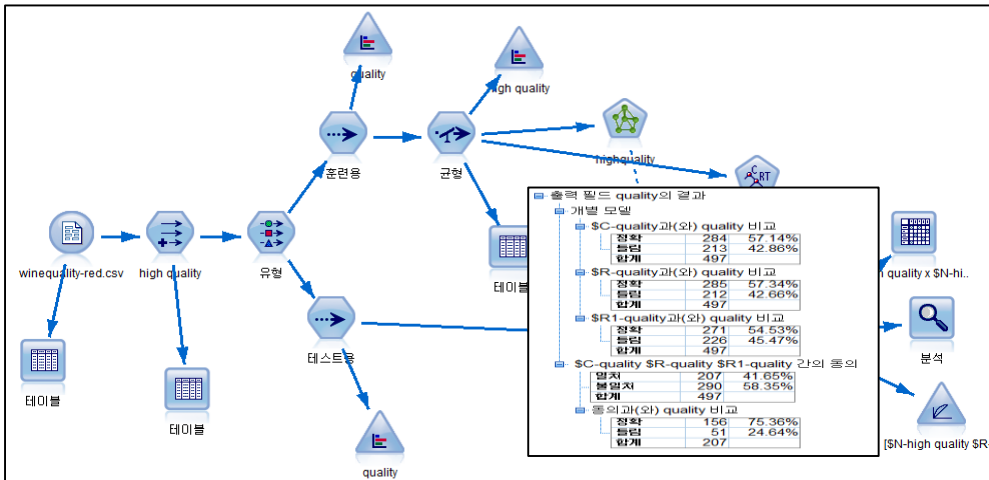 quality
high quality
훈련용
균형
highquality
C RT
winequality-red.csv
high quality
유형
테이블
테스트용
테이블
테이블
quality
출력 필드 quality의 결과
개별 모델
$C-quality과(와) quality 비교
정확 284 57.14%
틀림 213 42.86%
합계 497
$R-quality과(와) quality 비교
정확 285 57.34%
틀림 212 42.66%
합계 497
$R1-quality과(와) quality 비교
정확 271 54.53%
틀림 226 45.47%
합계 497
$C-quality $R-quality $R1-quality 간의 동의
일치 207 41.65%
불일치 290 58.35%
합계 497
동의과(와) quality 비교
정확 156 75.36%
틀림 51 24.64%
합계 207
quality x $N-hi..
분석
[$N-high quality $R-